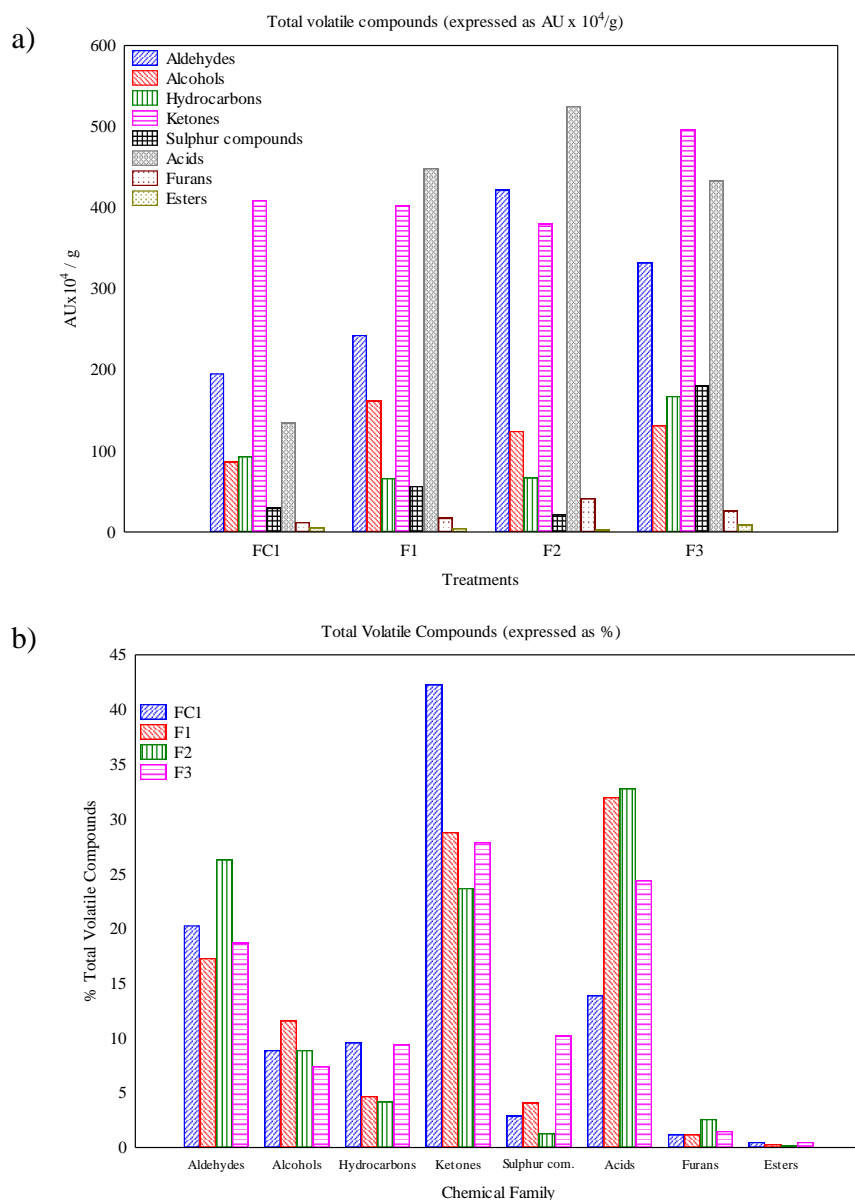 a)
Total volatile compounds (expressed as AU x 10⁴/g)
600
500
400
300
200
100
0
AUx10⁴ / g
Aldehydes
Alcohols
Hydrocarbons
Ketones
Sulphur compounds
Acids
Furans
Esters
FC1 F1 F2 F3
Treatments
b)
Total Volatile Compounds (expressed as %)
45
40
35
30
25
20
15
10
5
0
% Total Volatile Compounds
FC1
F1
F2
F3
Aldehydes Alcohols Hydrocarbons Ketones Sulphur com. Acids Furans Esters
Chemical Family